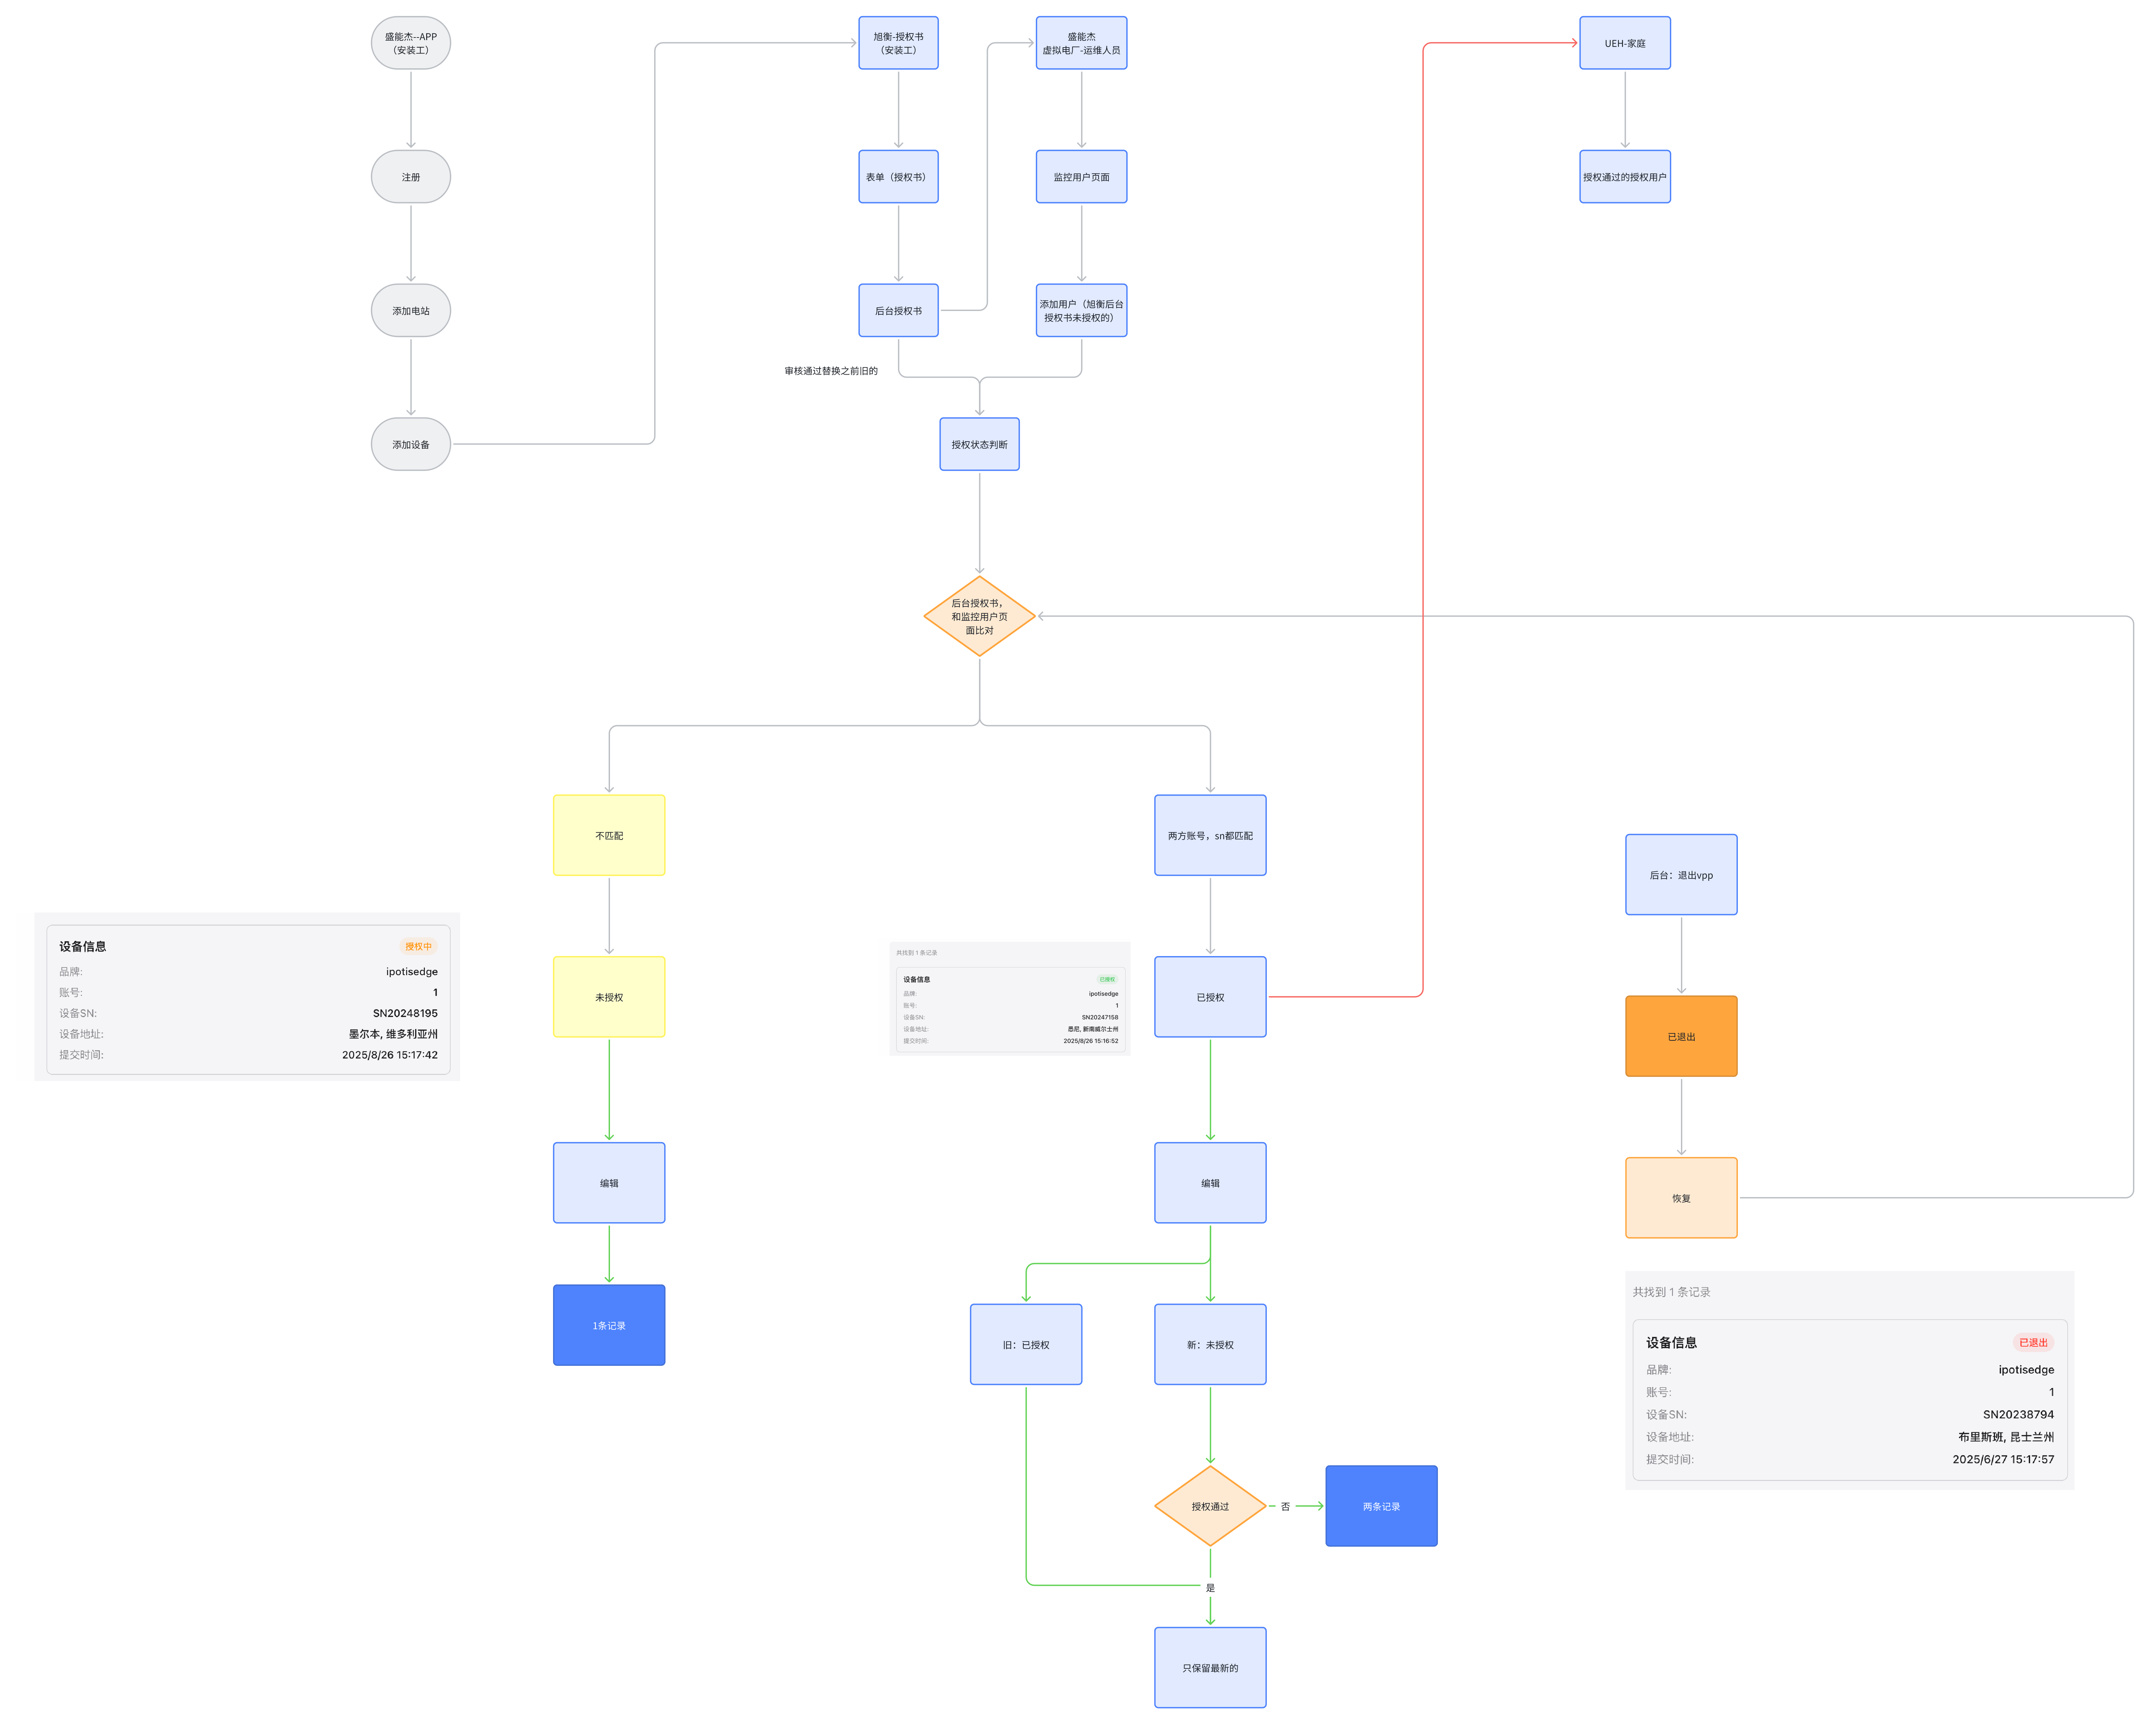 盛能杰--APP
（安装工）
旭衡-授权书
（安装工）
盛能杰
虚拟电厂-运维人员
UEH-家庭
注册
表单（授权书）
监控用户页面
授权通过的授权用户
添加电站
后台授权书
添加用户（旭衡后台
授权书未授权的）
审核通过替换之前旧的
添加设备
授权状态判断
后台授权书，
和监控用户页
面比对
不匹配
两方账号，sn都匹配
后台：退出vpp
设备信息
授权中
品牌:
ipotisedge
账号:
1
设备SN:
SN20248195
设备地址:
墨尔本, 维多利亚州
提交时间:
2025/8/26 15:17:42
未授权
共找到 1 条记录
设备信息
已授权
品牌:
ipotisedge
账号:
1
设备SN:
SN20247158
设备地址:
悉尼, 新南威尔士州
提交时间:
2025/8/26 15:16:52
已授权
已退出
编辑
编辑
恢复
1条记录
旧：已授权
新：未授权
共找到 1 条记录
设备信息
已退出
品牌:
ipotisedge
账号:
1
设备SN:
SN20238794
设备地址:
布里斯班, 昆士兰州
提交时间:
2025/6/27 15:17:57
授权通过
否
两条记录
是
只保留最新的